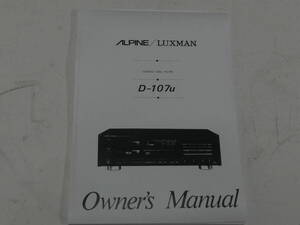 ALPINE / LUXMAN
D-107u
Owner's Manual